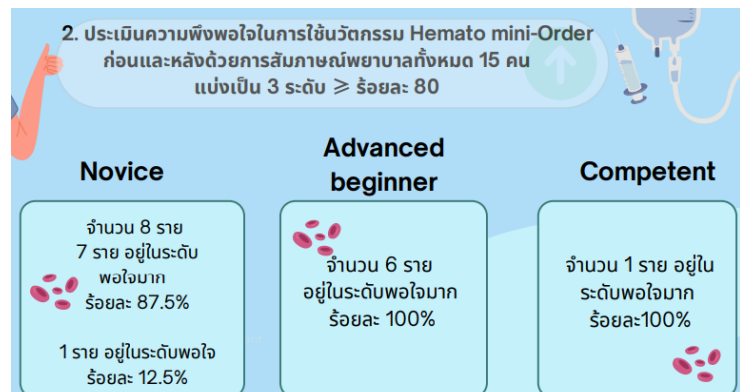 2. ประเมินความพึงพอใจในการใช้นวัตกรรม Hemato mini-Order
ก่อนและหลังด้วยการสัมภาษณ์พยาบาลทั้งหมด 15 คน
แบ่งเป็น 3 ระดับ ⩾ ร้อยละ 80
Novice
จำนวน 8 ราย
7 ราย อยู่ในระดับ
พอใจมาก
ร้อยละ 87.5%
1 ราย อยู่ในระดับพอใจ
ร้อยละ 12.5%
Advanced
beginner
จำนวน 6 ราย
อยู่ในระดับพอใจมาก
ร้อยละ 100%
Competent
จำนวน 1 ราย อยู่ใน
ระดับพอใจมาก
ร้อยละ100%